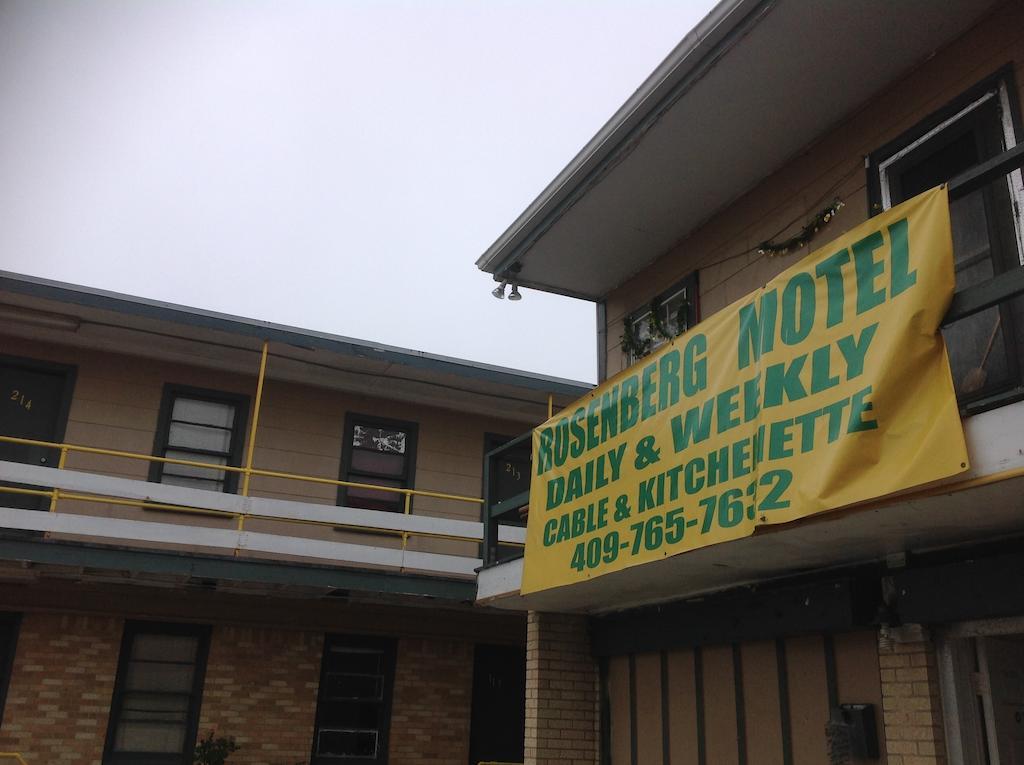 ROSENBERG MOTEL
DAILY & WEEKLY
CABLE & KITCHENETTE
409-765-7632
214
213